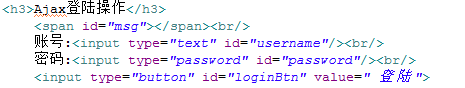 <h3>Ajax登陆操作</h3>
<span id="msg"></span><br/>
账号:<input type="text" id="username"/><br/>
密码:<input type="password" id="password"/><br/>
<input type="button" id="loginBtn" value=" 登陆 ">